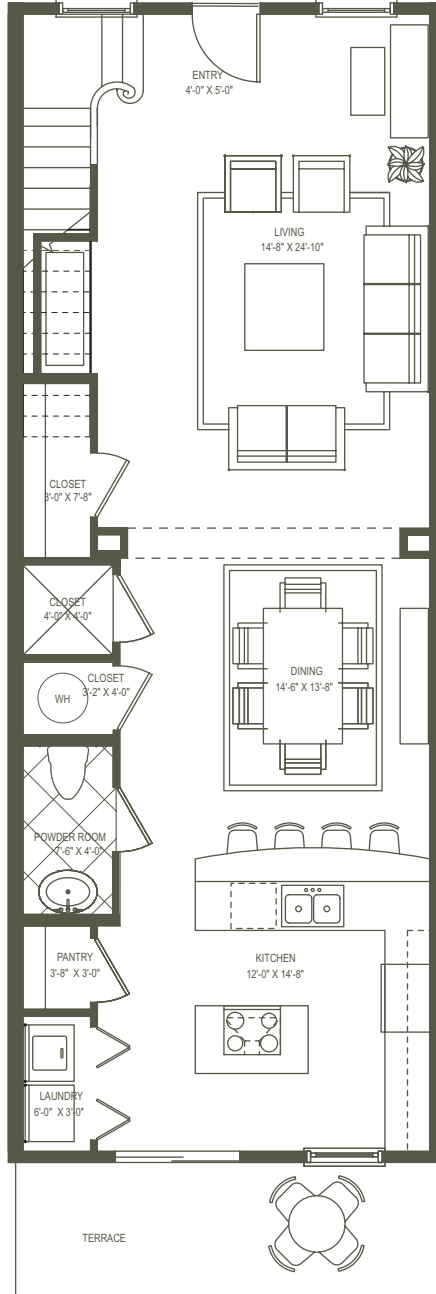 ENTRY
4'-0" X 5'-0"
LIVING
14'-8" X 24'-10"
CLOSET
3'-0" X 7'-8"
CLOSET
4'-0" X 4'-0"
CLOSET
3'-2" X 4'-0"
WH
DINING
14'-6" X 13'-8"
POWDER ROOM
7'-6" X 4'-0"
PANTRY
3'-8" X 3'-0"
KITCHEN
12'-0" X 14'-8"
LAUNDRY
6'-0" X 3'-0"
TERRACE